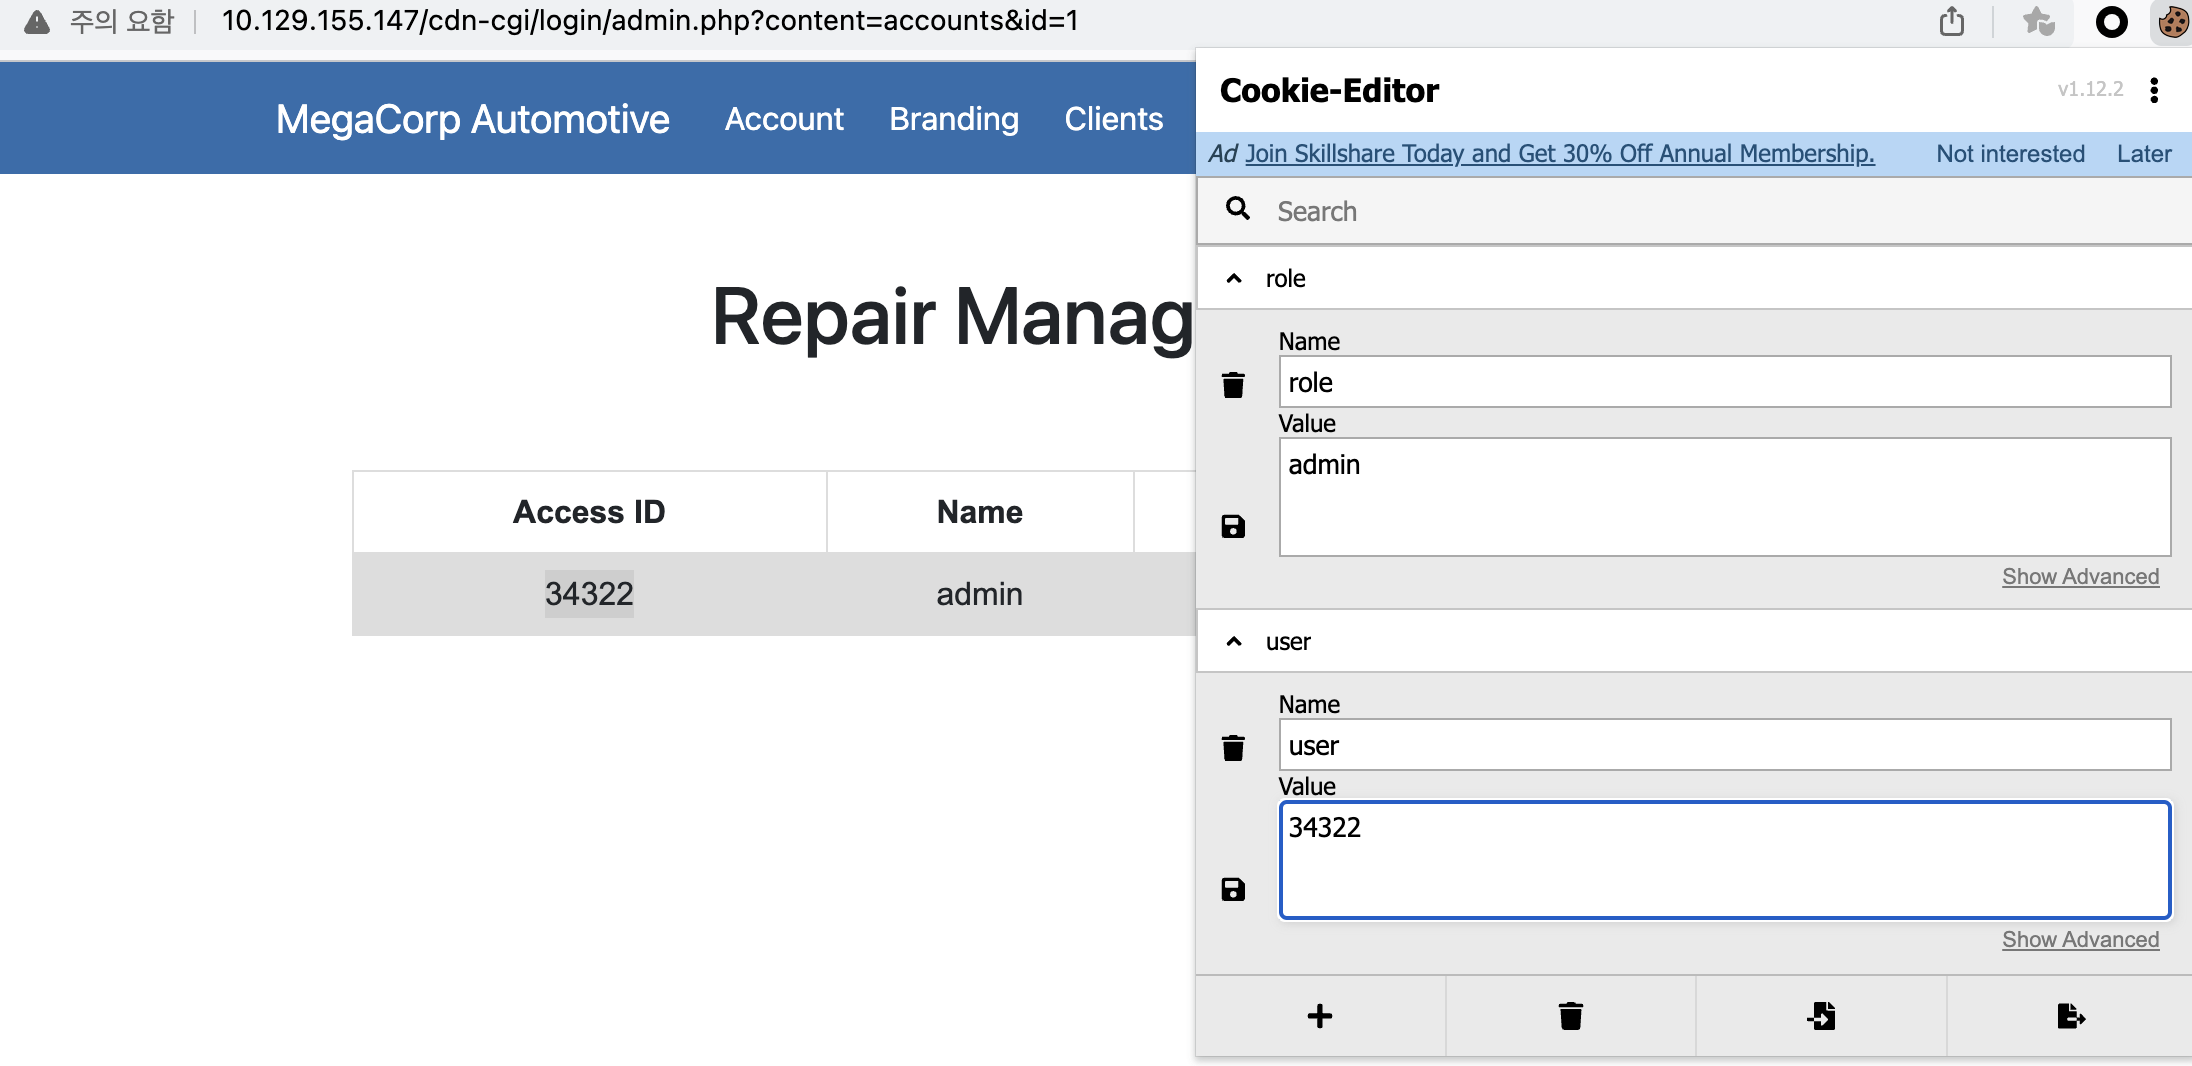 주의 요함 10.129.155.147/cdn-cgi/login/admin.php?content=accounts&id=1
MegaCorp Automotive Account Branding Clients
Repair Manag
Access ID Name
34322 admin
Cookie-Editor v1.12.2
Ad Join Skillshare Today and Get 30% Off Annual Membership. Not interested Later
Search
role
Name
role
Value
admin
Show Advanced
user
Name
user
Value
34322
Show Advanced